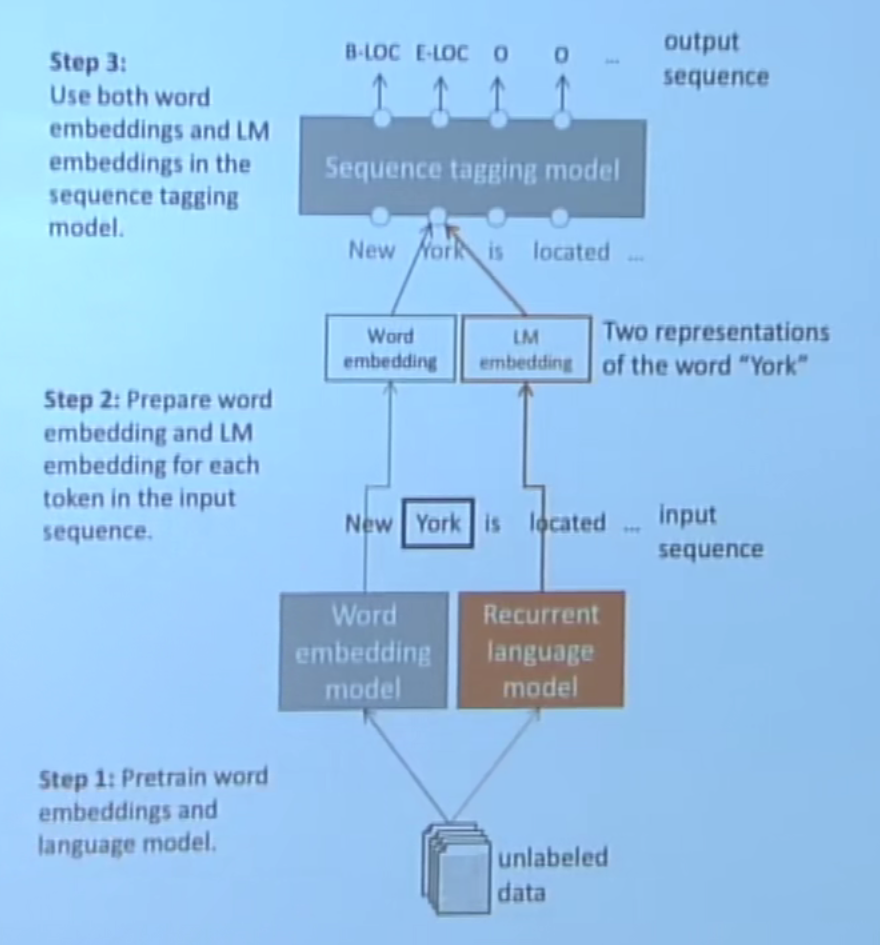 Step 3:
Use both word
embeddings and LM
embeddings in the
sequence tagging
model.
B-LOC E-LOC O O ...
output
sequence
Sequence tagging model
New York is located ...
Word
embedding
LM
embedding
Two representations
of the word "York"
Step 2: Prepare word
embedding and LM
embedding for each
token in the input
sequence.
New York is located ...
input
sequence
Word
embedding
model
Recurrent
language
model
Step 1: Pretrain word
embeddings and
language model.
unlabeled
data